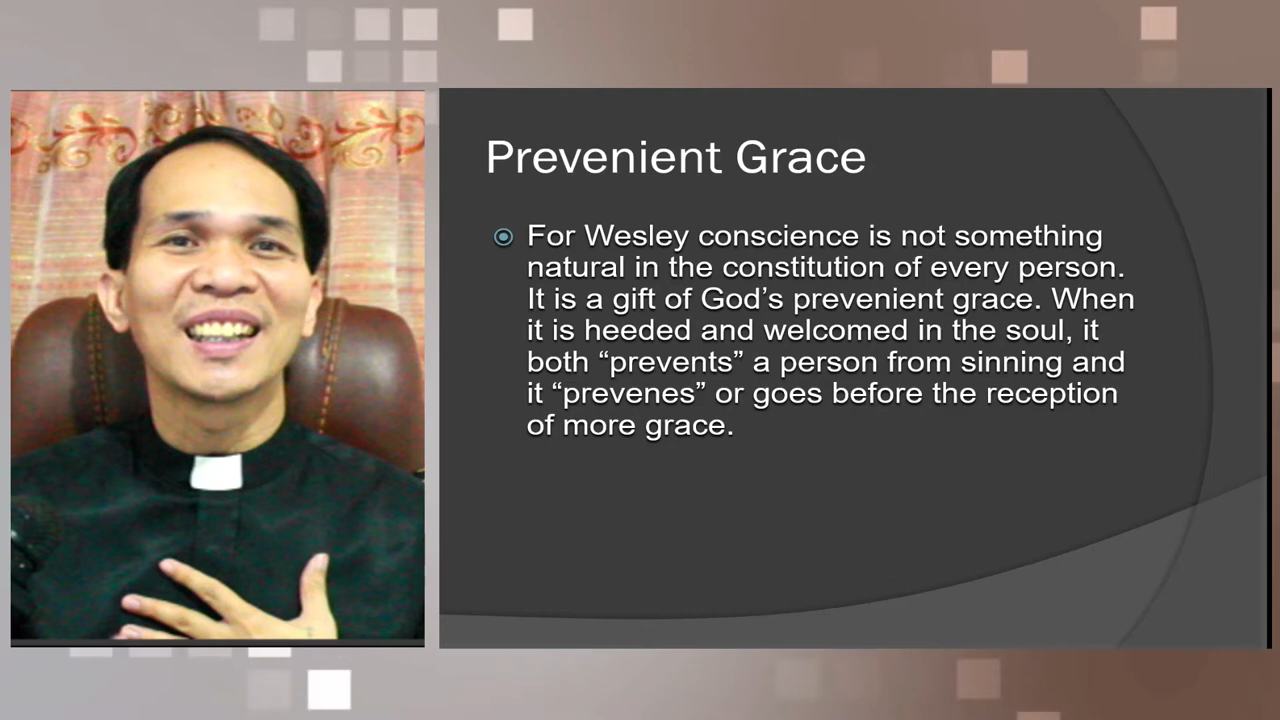 Prevenient Grace
For Wesley conscience is not something
natural in the constitution of every person.
It is a gift of God’s prevenient grace. When
it is heeded and welcomed in the soul, it
both “prevents” a person from sinning and
it “prevenes” or goes before the reception
of more grace.